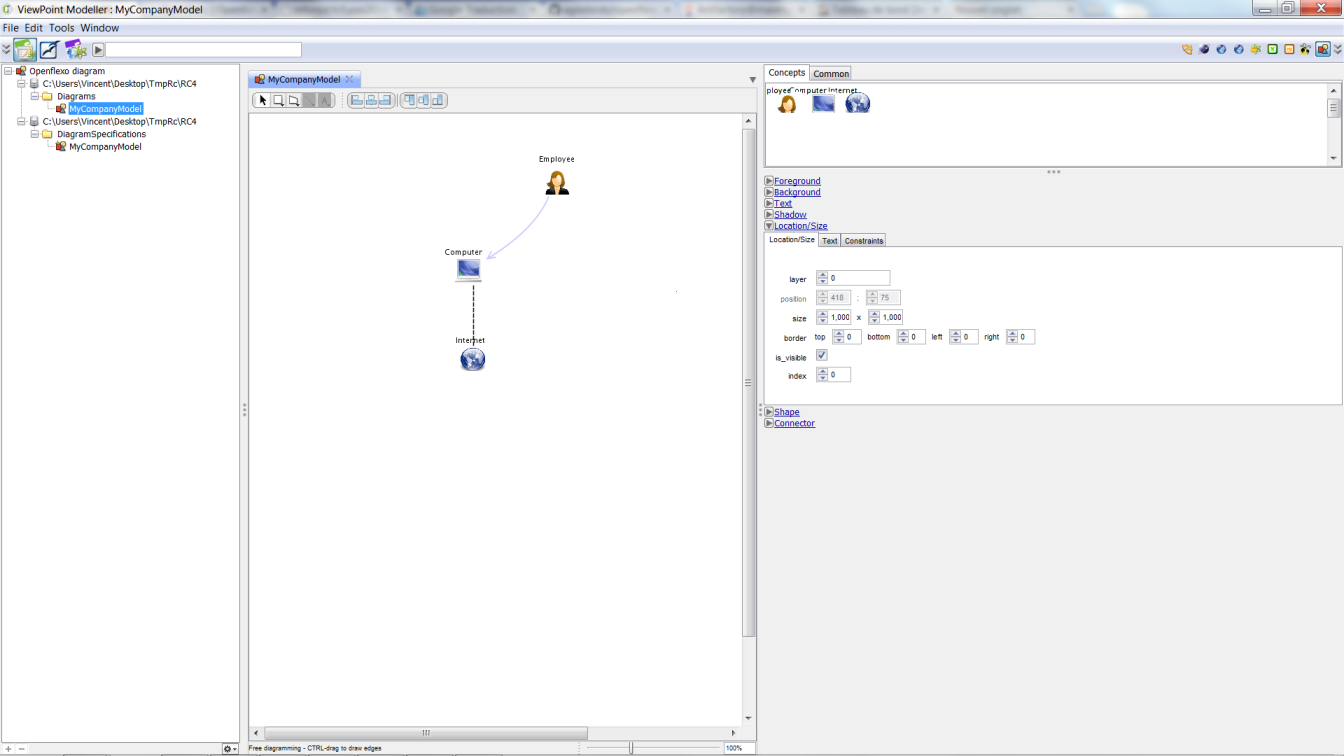 ViewPoint Modeller : MyCompanyModel
File Edit Tools Window
Openflexo diagram
C:\Users\Vincent\Desktop\TmpRc\RC4
Diagrams
MyCompanyModel
C:\Users\Vincent\Desktop\TmpRc\RC4
DiagramSpecifications
MyCompanyModel
MyCompanyModel
Employee
Computer
Internet
Free diagramming - CTRL-drag to draw edges
100%
Concepts Common
ployee Computer Internet
Foreground
Background
Text
Shadow
Location/Size
Location/Size Text Constraints
layer 0
position 418 : 75
size 1,000 x 1,000
border top 0 bottom 0 left 0 right 0
is_visible
index 0
Shape
Connector